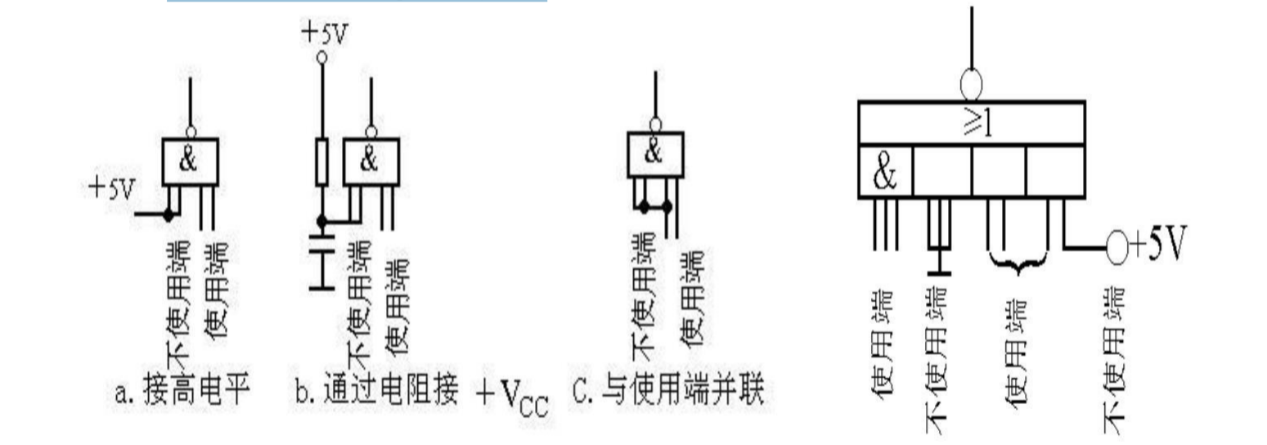 +5V
&
+5V
不使用端
使用端
a. 接高电平
&
不使用端
使用端
b. 通过电阻接 +VCC
&
不使用端
使用端
C. 与使用端并联
≥1
&
+5V
使用端
不使用端
使用端
不使用端